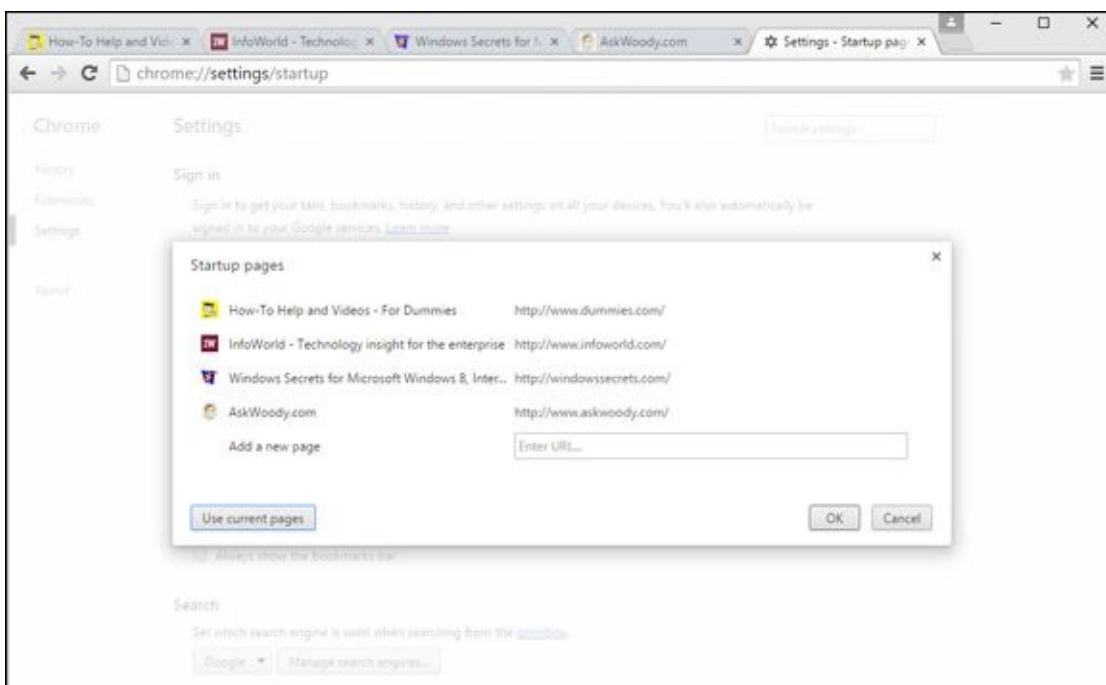 How-To Help and Vide
InfoWorld - Technolog
Windows Secrets for M
AskWoody.com
Settings - Startup pag
chrome://settings/startup
Chrome
Settings
Search settings
History
Sign in
Extensions
Sign in to get your tabs, bookmarks, history, and other settings on all your devices. You'll also automatically be
Settings
signed in to your Google services. Learn more
Startup pages
About
How-To Help and Videos - For Dummies http://www.dummies.com/
InfoWorld - Technology insight for the enterprise http://www.infoworld.com/
Windows Secrets for Microsoft Windows 8, Inter... http://windowssecrets.com/
AskWoody.com http://www.askwoody.com/
Add a new page Enter URL...
Use current pages OK Cancel
Always show the bookmarks bar
Search
Set which search engine is used when searching from the omnibox.
Google Manage search engines...